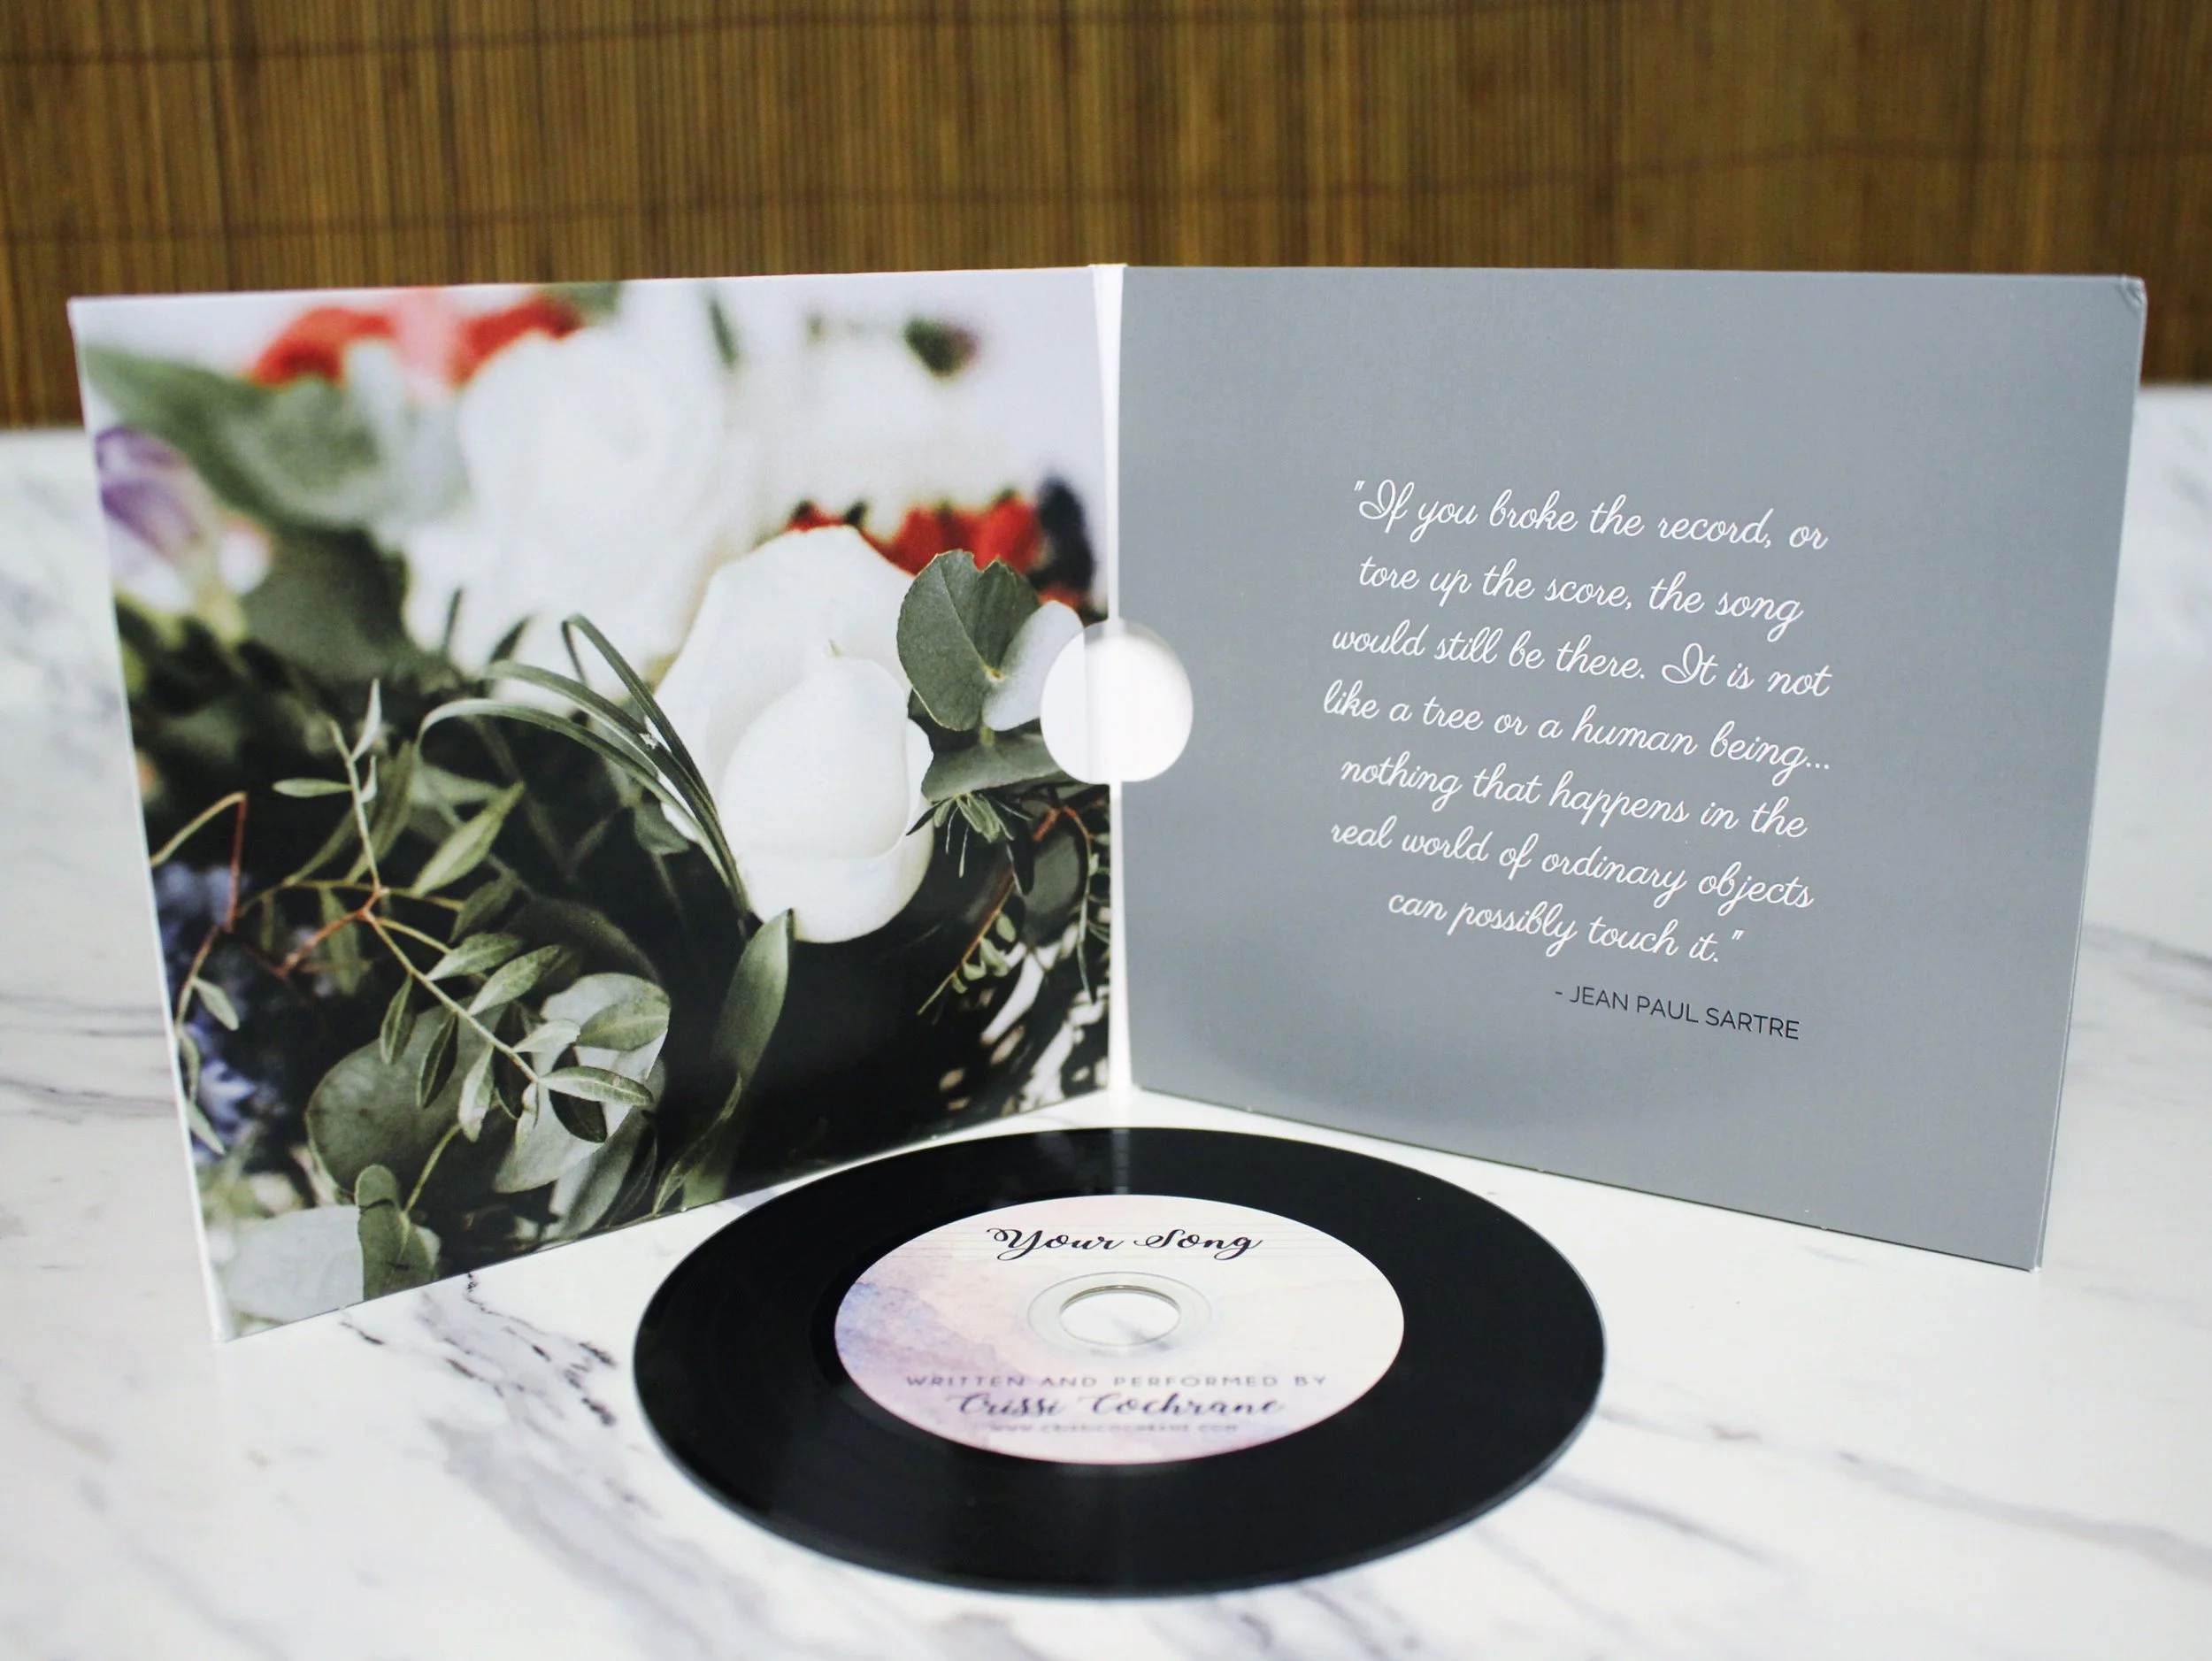 "If you broke the record, or
tore up the score, the song
would still be there. It is not
like a tree or a human being...
nothing that happens in the
real world of ordinary objects
can possibly touch it."
- JEAN PAUL SARTRE
Your Song
WRITTEN AND PERFORMED BY
Crissi Cochrane